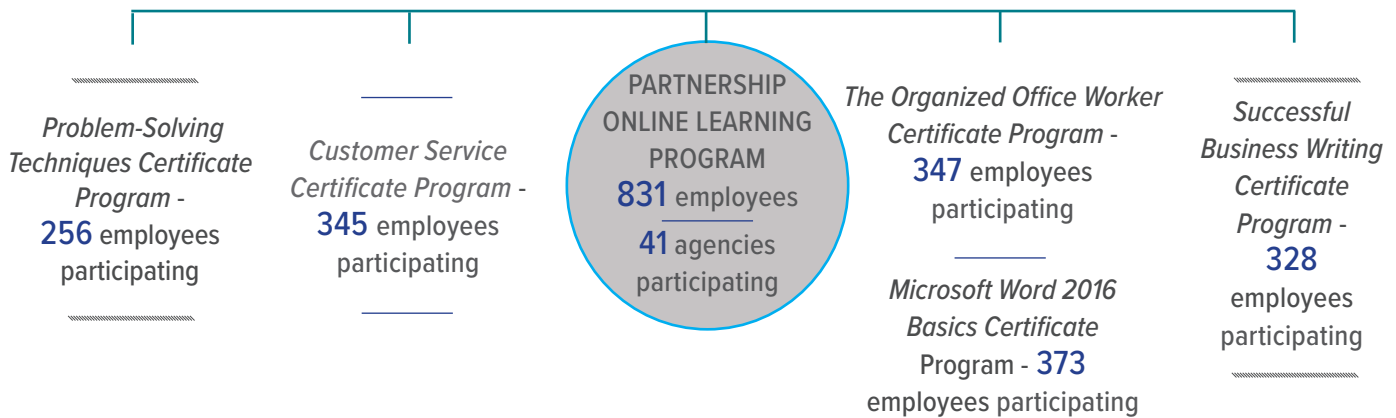 Problem-Solving
Techniques Certificate
Program -
256 employees
participating
Customer Service
Certificate Program -
345 employees
participating
PARTNERSHIP
ONLINE LEARNING
PROGRAM
831 employees
41 agencies
participating
The Organized Office Worker
Certificate Program -
347 employees
participating
Microsoft Word 2016
Basics Certificate
Program - 373
employees participating
Successful
Business Writing
Certificate
Program -
328
employees
participating